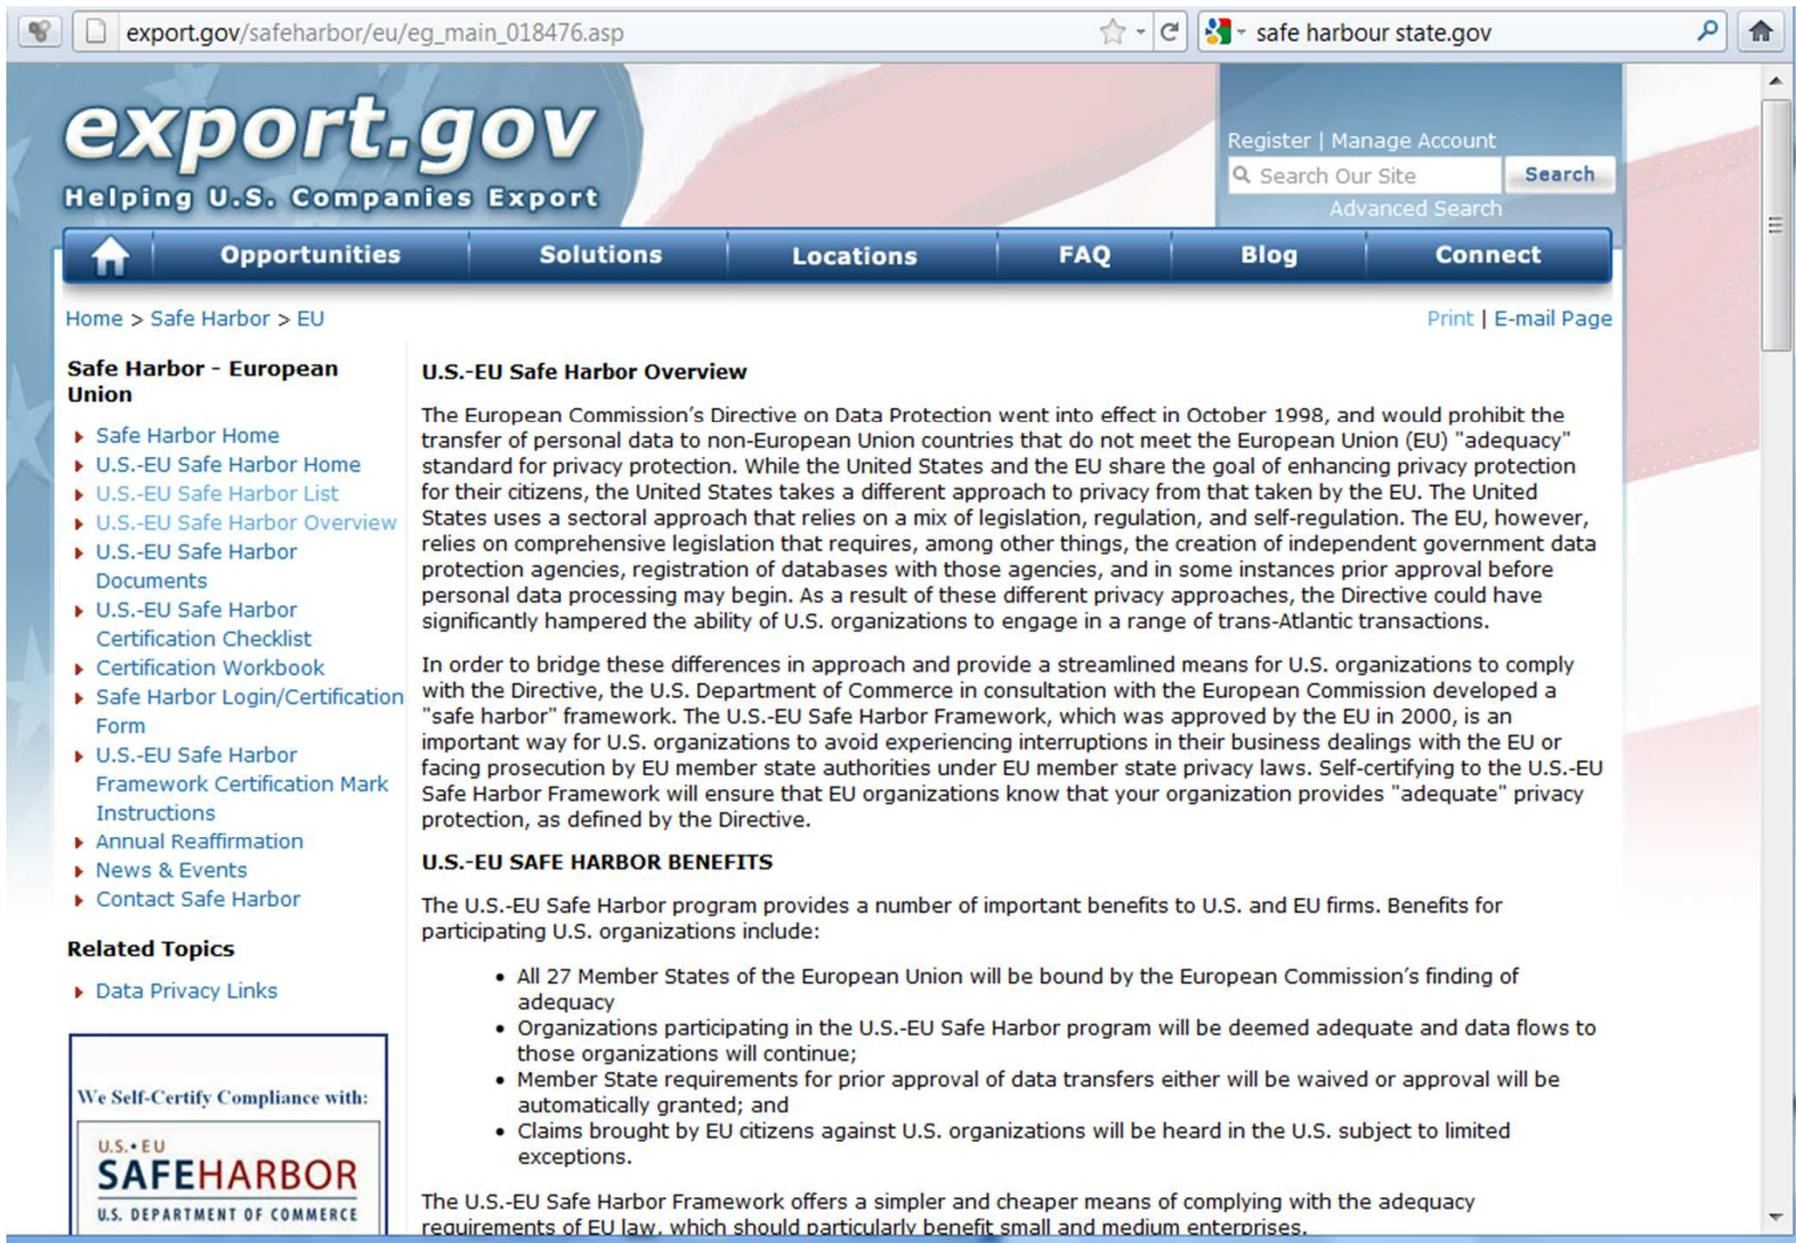 export.gov/safeharbor/eu/eg_main_018476.asp
safe harbour state.gov
export.gov
Helping U.S. Companies Export
Register | Manage Account
Search Our Site
Search
Advanced Search
Opportunities
Solutions
Locations
FAQ
Blog
Connect
Home > Safe Harbor > EU
Print | E-mail Page
Safe Harbor - European
Union
Safe Harbor Home
U.S.-EU Safe Harbor Home
U.S.-EU Safe Harbor List
U.S.-EU Safe Harbor Overview
U.S.-EU Safe Harbor
Documents
U.S.-EU Safe Harbor
Certification Checklist
Certification Workbook
Safe Harbor Login/Certification
Form
U.S.-EU Safe Harbor
Framework Certification Mark
Instructions
Annual Reaffirmation
News & Events
Contact Safe Harbor
Related Topics
Data Privacy Links
We Self-Certify Compliance with:
U.S.•EU
SAFEHARBOR
U.S. DEPARTMENT OF COMMERCE
U.S.-EU Safe Harbor Overview
The European Commission's Directive on Data Protection went into effect in October 1998, and would prohibit the
transfer of personal data to non-European Union countries that do not meet the European Union (EU) "adequacy"
standard for privacy protection. While the United States and the EU share the goal of enhancing privacy protection
for their citizens, the United States takes a different approach to privacy from that taken by the EU. The United
States uses a sectoral approach that relies on a mix of legislation, regulation, and self-regulation. The EU, however,
relies on comprehensive legislation that requires, among other things, the creation of independent government data
protection agencies, registration of databases with those agencies, and in some instances prior approval before
personal data processing may begin. As a result of these different privacy approaches, the Directive could have
significantly hampered the ability of U.S. organizations to engage in a range of trans-Atlantic transactions.
In order to bridge these differences in approach and provide a streamlined means for U.S. organizations to comply
with the Directive, the U.S. Department of Commerce in consultation with the European Commission developed a
"safe harbor" framework. The U.S.-EU Safe Harbor Framework, which was approved by the EU in 2000, is an
important way for U.S. organizations to avoid experiencing interruptions in their business dealings with the EU or
facing prosecution by EU member state authorities under EU member state privacy laws. Self-certifying to the U.S.-EU
Safe Harbor Framework will ensure that EU organizations know that your organization provides "adequate" privacy
protection, as defined by the Directive.
U.S.-EU SAFE HARBOR BENEFITS
The U.S.-EU Safe Harbor program provides a number of important benefits to U.S. and EU firms. Benefits for
participating U.S. organizations include:
• All 27 Member States of the European Union will be bound by the European Commission's finding of
adequacy
• Organizations participating in the U.S.-EU Safe Harbor program will be deemed adequate and data flows to
those organizations will continue;
• Member State requirements for prior approval of data transfers either will be waived or approval will be
automatically granted; and
• Claims brought by EU citizens against U.S. organizations will be heard in the U.S. subject to limited
exceptions.
The U.S.-EU Safe Harbor Framework offers a simpler and cheaper means of complying with the adequacy
requirements of EU law, which should particularly benefit small and medium enterprises.